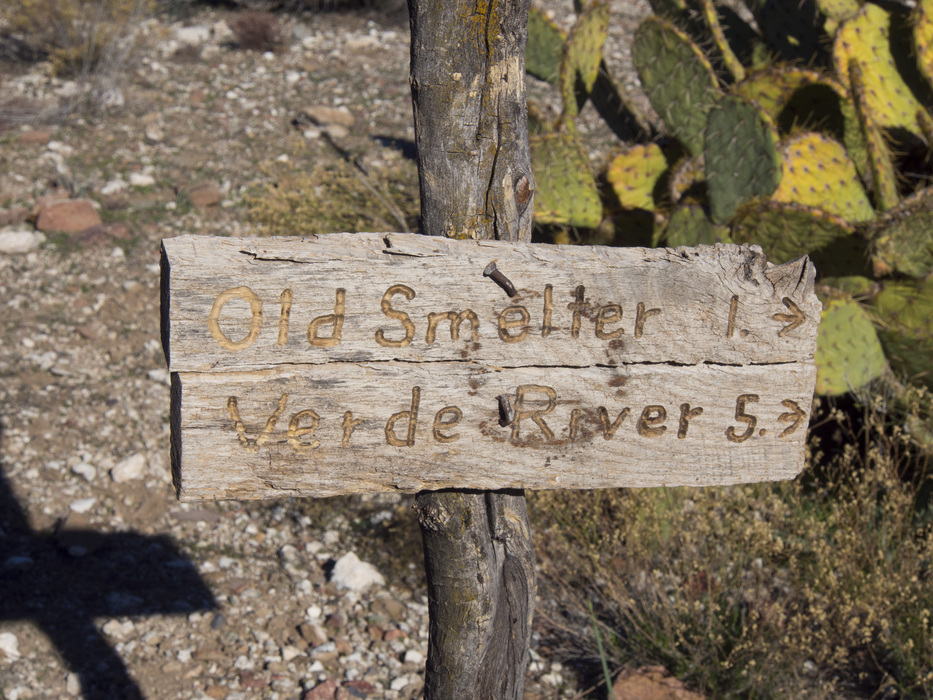 Old Smelter 1. →
Verde River 5. →